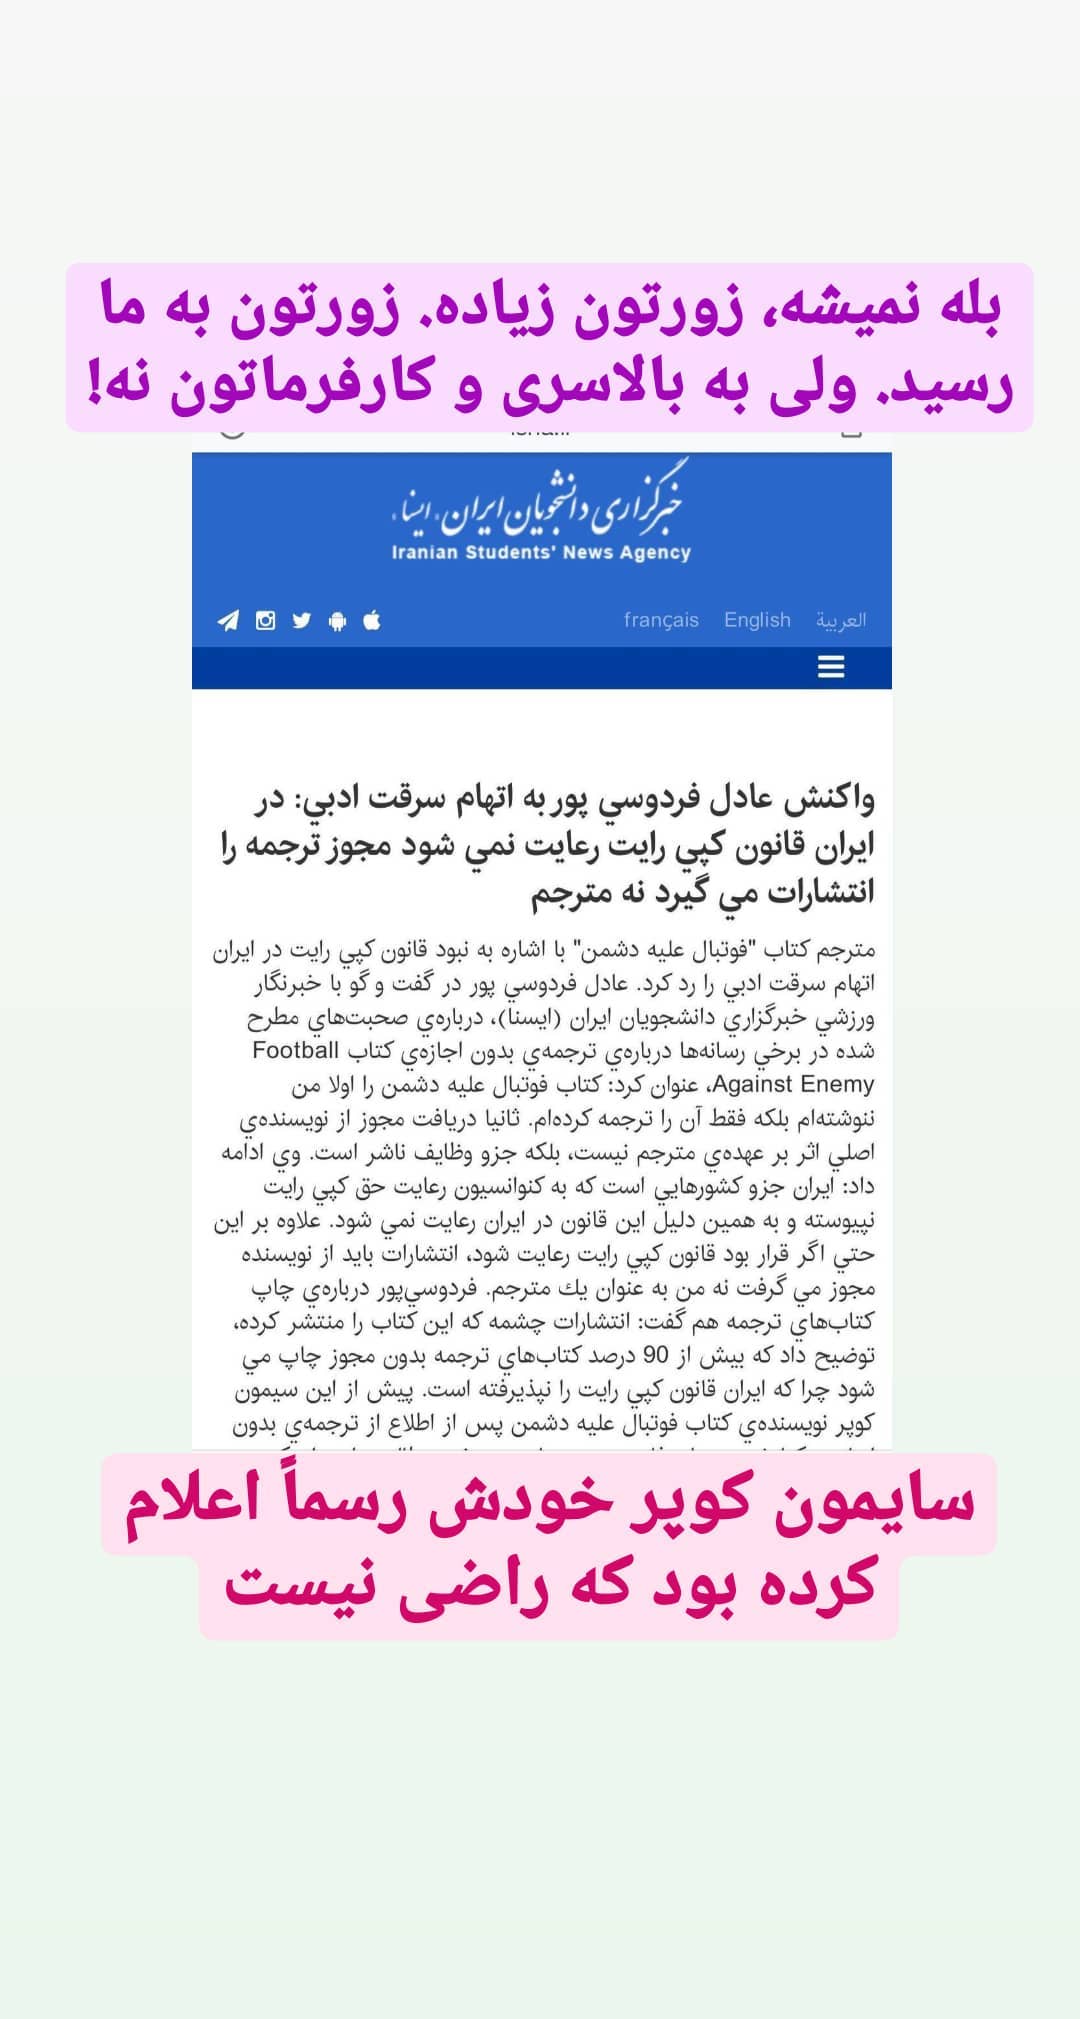 بله نمیشه، زورتون زیاده. زورتون به ما
رسید. ولی به بالاسری و کارفرماتون نه!
خبرگزاری دانشجویان ایران، ایسنا،
Iranian Students' News Agency
العربية English français
واكنش عادل فردوسي پور به اتهام سرقت ادبي: در
ايران قانون كپي رايت رعايت نمي شود مجوز ترجمه را
انتشارات مي گيرد نه مترجم
مترجم كتاب "فوتبال عليه دشمن" با اشاره به نبود قانون كپي رايت در ايران
اتهام سرقت ادبي را رد كرد. عادل فردوسي پور در گفت و گو با خبرنگار
ورزشي خبرگزاري دانشجويان ايران (ايسنا)، درباره‌ي صحبت‌هاي مطرح
شده در برخي رسانه‌ها درباره‌ي ترجمه‌ي بدون اجازه‌ي كتاب Football
Against Enemy، عنوان كرد: كتاب فوتبال عليه دشمن را اولا من
ننوشته‌ام بلكه فقط آن را ترجمه كرده‌ام. ثانيا دريافت مجوز از نويسنده‌ي
اصلي اثر بر عهده‌ي مترجم نيست، بلكه جزو وظايف ناشر است. وي ادامه
داد: ايران جزو كشورهايي است كه به كنوانسيون رعايت حق كپي رايت
نپيوسته و به همين دليل اين قانون در ايران رعايت نمي شود. علاوه بر اين
حتي اگر قرار بود قانون كپي رايت رعايت شود، انتشارات بايد از نويسنده
مجوز مي گرفت نه من به عنوان يك مترجم. فردوسي‌پور درباره‌ي چاپ
كتاب‌هاي ترجمه هم گفت: انتشارات چشمه كه اين كتاب را منتشر كرده،
توضيح داد كه بيش از 90 درصد كتاب‌هاي ترجمه بدون مجوز چاپ مي
شود چرا كه ايران قانون كپي رايت را نپذيرفته است. پيش از اين سيمون
كوپر نويسنده‌ي كتاب فوتبال عليه دشمن پس از اطلاع از ترجمه‌ي بدون
سایمون کوپر خودش رسماً اعلام
کرده بود که راضی نیست